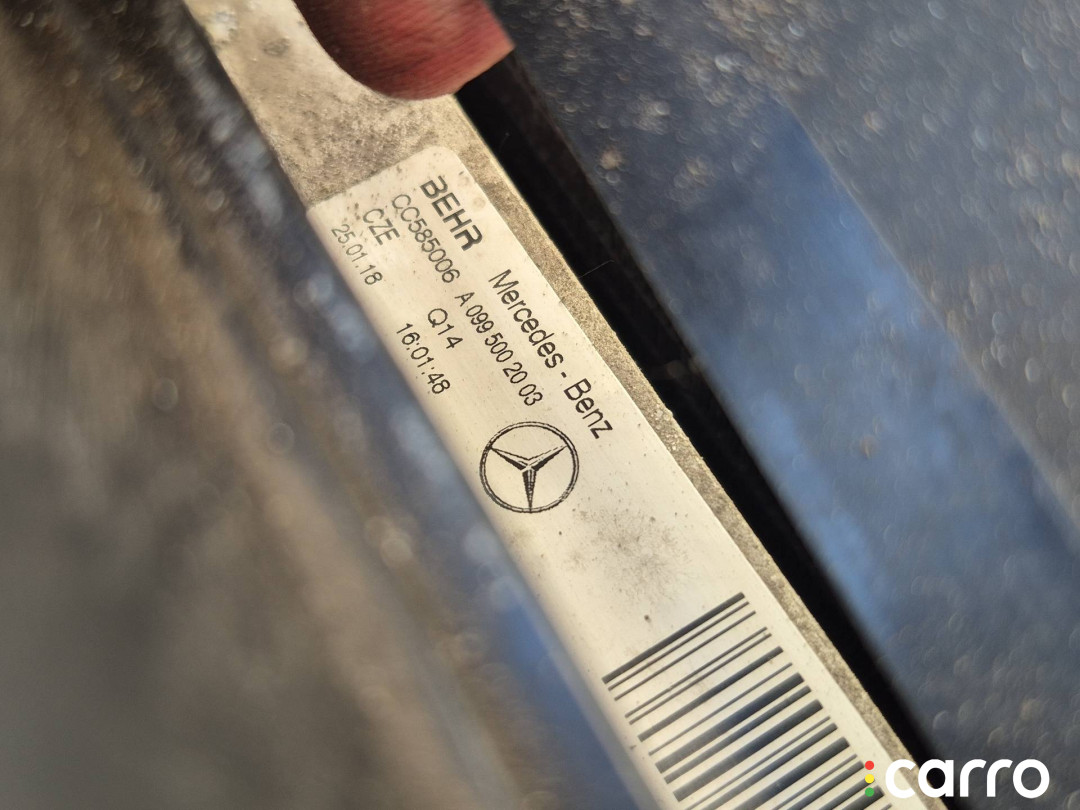 BEHR Mercedes - Benz
CC585006 A 099 500 20 03
CZE Q14
25.01.18 16:01:48
carro